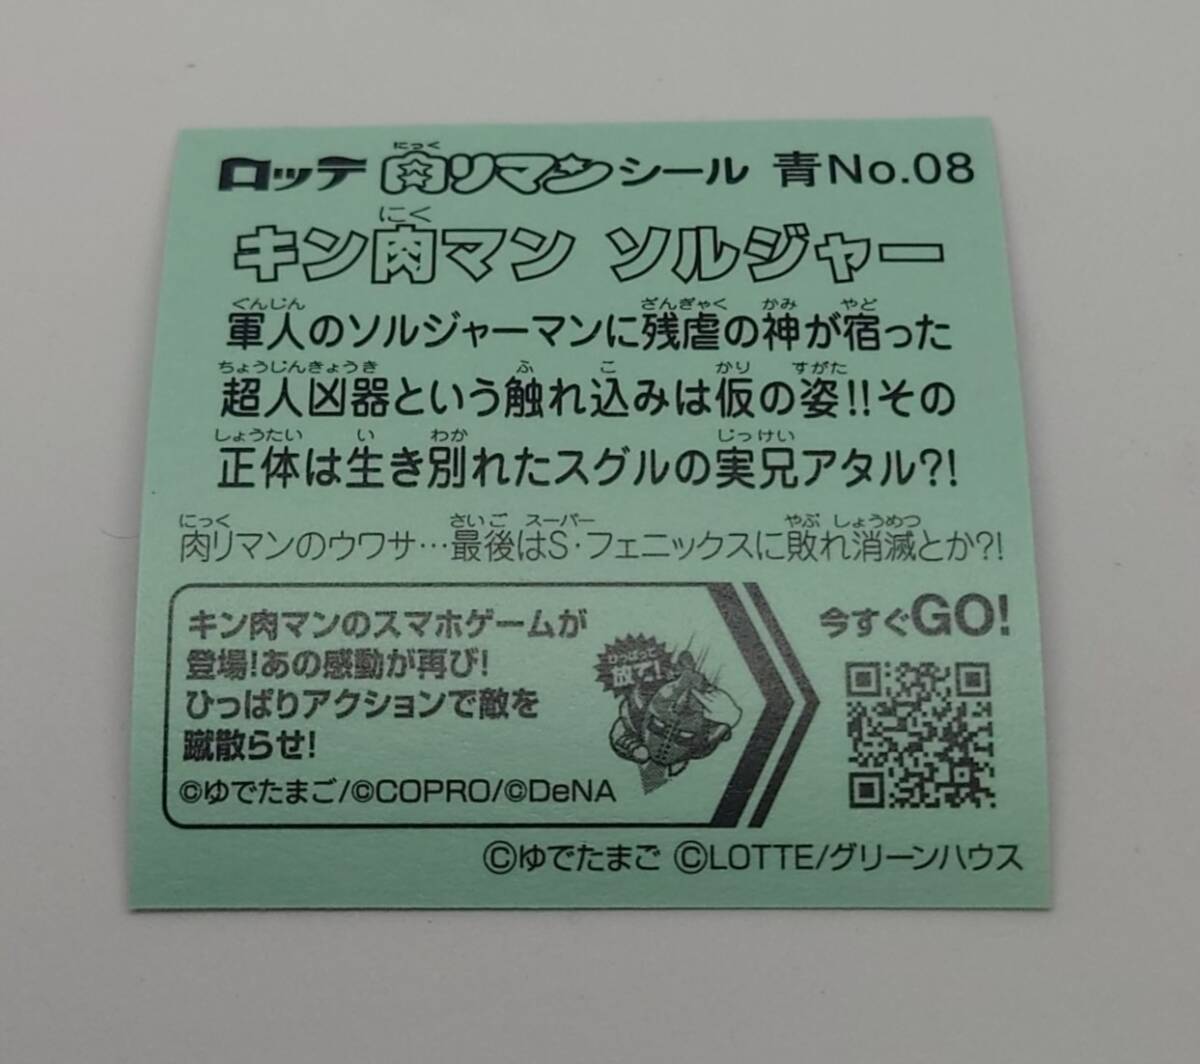 ロッテ 肉リマンシール 青No.08
にっく
キン肉マン ソルジャー
にく
軍人のソルジャーマンに残虐の神が宿った
ぐんじん ざんぎゃく かみ やど
超人凶器という触れ込みは仮の姿!!その
ちょうじんきょうき ふ こ かり すがた
正体は生き別れたスグルの実兄アタル?!
しょうたい い わか じっけい
肉リマンのウワサ…最後はS・フェニックスに敗れ消滅とか?!
にっく さいご スーパー やぶ しょうめつ
キン肉マンのスマホゲームが
登場!あの感動が再び!
ひっぱりアクションで敵を
蹴散らせ!
©ゆでたまご/©COPRO/©DeNA
ひっぱって
放て!
今すぐGO!
©ゆでたまご ©LOTTE/グリーンハウス